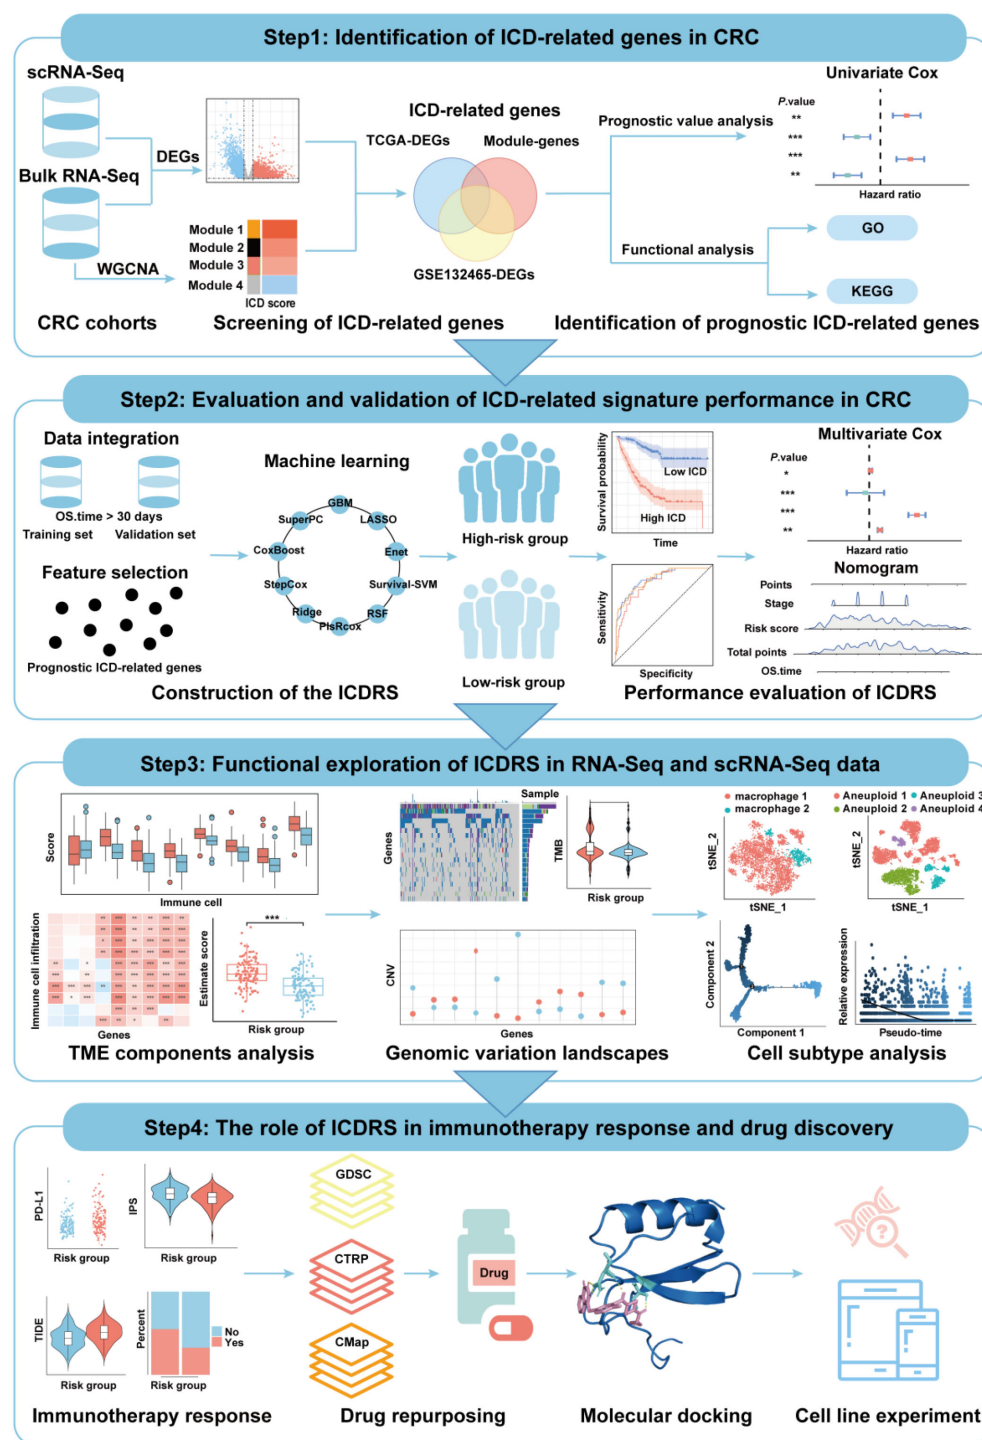 Step1: Identification of ICD-related genes in CRC
scRNA-Seq
Bulk RNA-Seq
DEGs
WGCNA
CRC cohorts
Module 1
Module 2
Module 3
Module 4
ICD score
Screening of ICD-related genes
ICD-related genes
TCGA-DEGs
Module-genes
GSE132465-DEGs
Prognostic value analysis
Functional analysis
Univariate Cox
P.value
**
***
***
**
Hazard ratio
GO
KEGG
Identification of prognostic ICD-related genes
Step2: Evaluation and validation of ICD-related signature performance in CRC
Data integration
OS.time > 30 days
Training set
Validation set
Feature selection
Prognostic ICD-related genes
Machine learning
GBM
LASSO
Enet
Survival-SVM
RSF
PlsRcox
Ridge
StepCox
CoxBoost
SuperPC
Construction of the ICDRS
High-risk group
Low-risk group
Survival probability
Low ICD
High ICD
Time
Sensitivity
Specificity
Multivariate Cox
P.value
*
***
***
**
Hazard ratio
Nomogram
Points
Stage
Risk score
Total points
OS.time
Performance evaluation of ICDRS
Step3: Functional exploration of ICDRS in RNA-Seq and scRNA-Seq data
Score
Immune cell
Immune cell infiltration
Genes
***
Estimate score
Risk group
TME components analysis
Sample
Genes
TMB
Risk group
CNV
Genes
Genomic variation landscapes
macrophage 1
macrophage 2
tSNE_2
tSNE_1
Aneuploid 1
Aneuploid 3
Aneuploid 2
Aneuploid 4
tSNE_2
tSNE_1
Component 2
Component 1
Relative expression
Pseudo-time
Cell subtype analysis
Step4: The role of ICDRS in immunotherapy response and drug discovery
PD-L1
Risk group
IPS
Risk group
TIDE
Risk group
Percent
No
Yes
Risk group
Immunotherapy response
GDSC
CTRP
CMap
Drug
Drug repurposing
Molecular docking
?
Cell line experiment